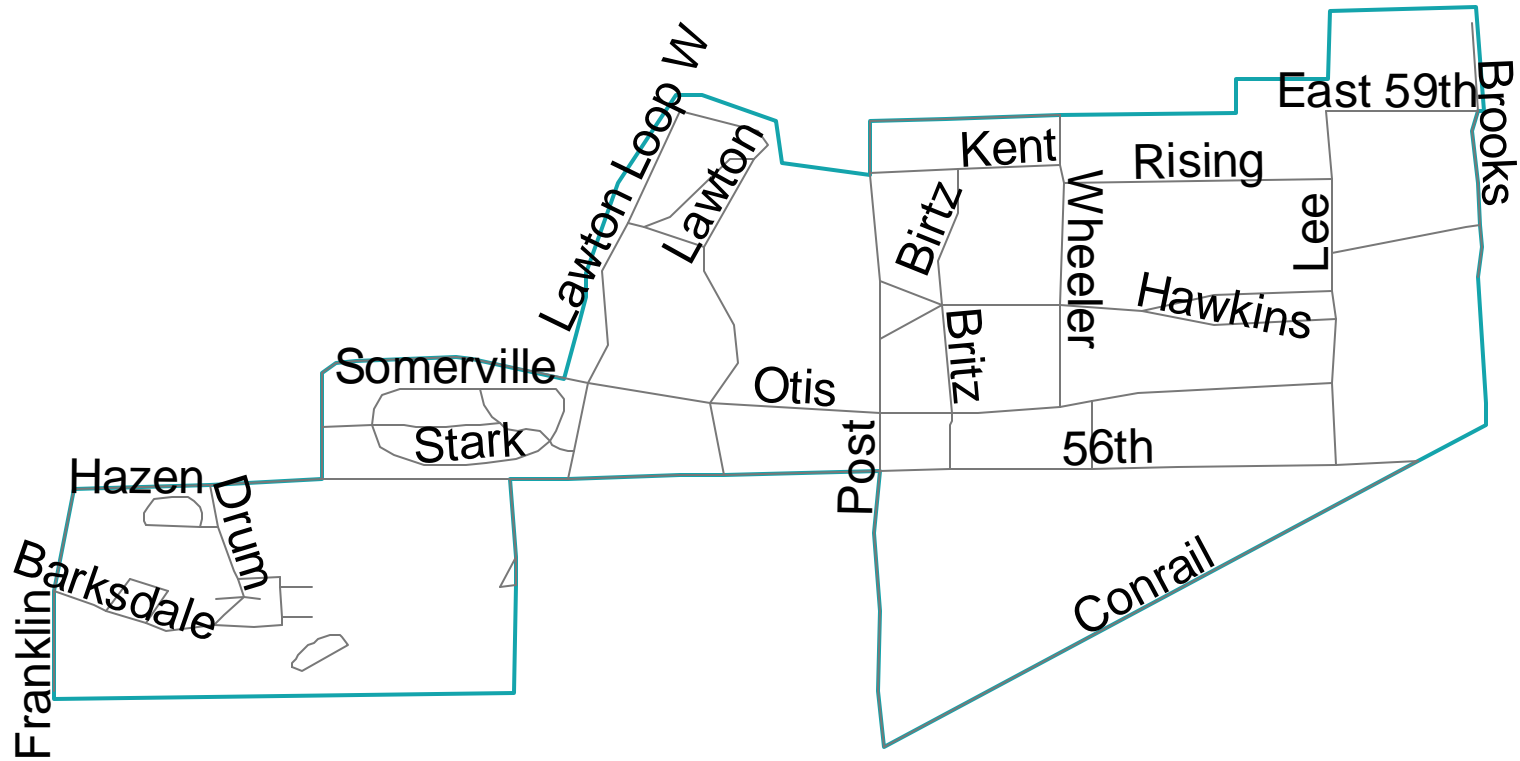 Lawton Loop W
East 59th
Brooks
Lawton
Kent
Rising
Birtz
Wheeler
Lee
Hawkins
Britz
Somerville
Otis
Stark
Post
56th
Hazen
Drum
Barksdale
Franklin
Conrail